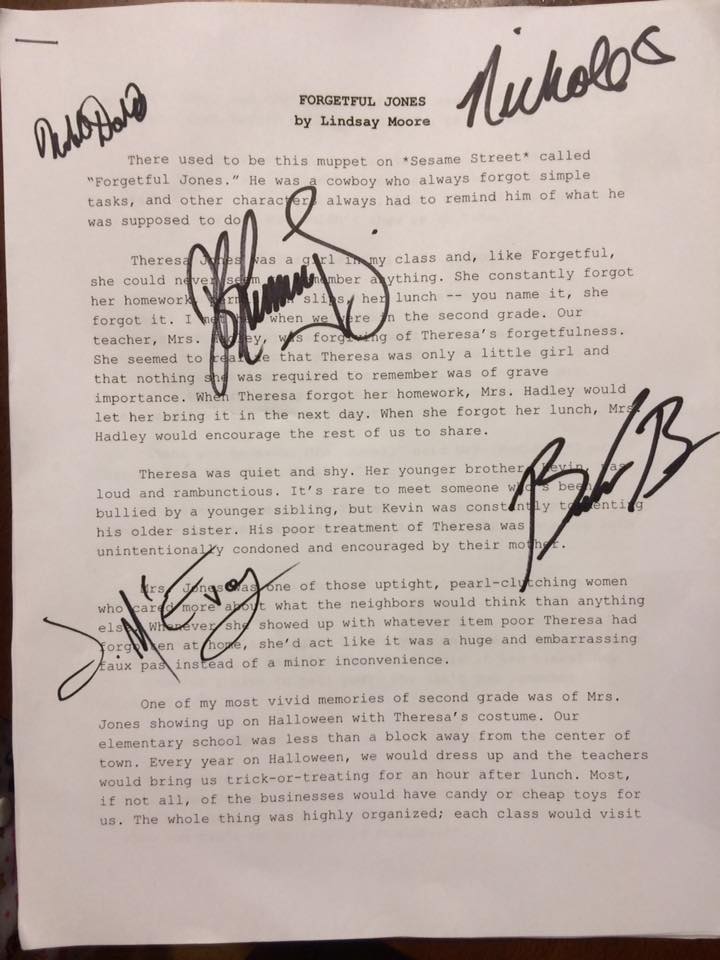 FORGETFUL JONES
by Lindsay Moore
Nickole
There used to be this muppet on *Sesame Street* called
"Forgetful Jones." He was a cowboy who always forgot simple
tasks, and other characters always had to remind him of what he
was supposed to do
Theresa Jones was a girl in my class and, like Forgetful,
she could never seem remember anything. She constantly forgot
her homework, slips, her lunch -- you name it, she
forgot it. I met her when we were in the second grade. Our
teacher, Mrs. Hadley, was forgiving of Theresa's forgetfulness.
She seemed to realize that Theresa was only a little girl and
that nothing she was required to remember was of grave
importance. When Theresa forgot her homework, Mrs. Hadley would
let her bring it in the next day. When she forgot her lunch, Mrs.
Hadley would encourage the rest of us to share.
Theresa was quiet and shy. Her younger brother, Kevin, was
loud and rambunctious. It's rare to meet someone who's been
bullied by a younger sibling, but Kevin was constantly tormenting
his older sister. His poor treatment of Theresa was
unintentionally condoned and encouraged by their mother.
J. McEvoy
Mrs. Jones was one of those uptight, pearl-clutching women
who cared more about what the neighbors would think than anything
else. Whenever she showed up with whatever item poor Theresa had
forgotten at home, she'd act like it was a huge and embarrassing
faux pas instead of a minor inconvenience.
One of my most vivid memories of second grade was of Mrs.
Jones showing up on Halloween with Theresa's costume. Our
elementary school was less than a block away from the center of
town. Every year on Halloween, we would dress up and the teachers
would bring us trick-or-treating for an hour after lunch. Most,
if not all, of the businesses would have candy or cheap toys for
us. The whole thing was highly organized; each class would visit